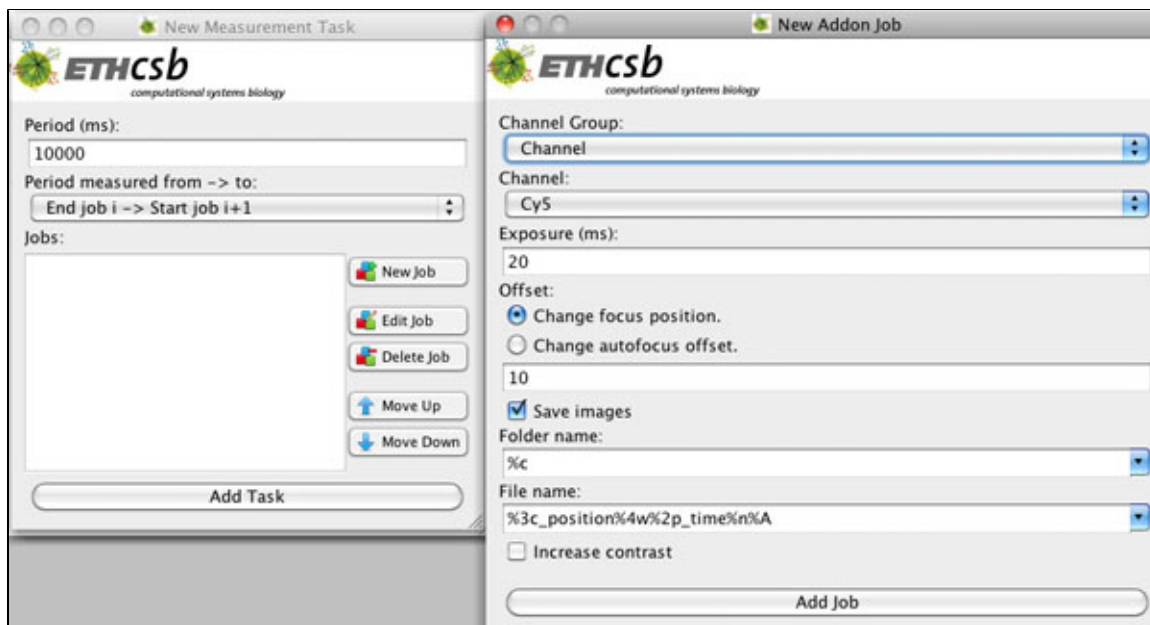 New Measurement Task
ETHcsb
computational systems biology
Period (ms):
10000
Period measured from -> to:
End job i -> Start job i+1
Jobs:
New Job
Edit Job
Delete Job
Move Up
Move Down
Add Task
New Addon Job
ETHcsb
computational systems biology
Channel Group:
Channel
Channel:
Cy5
Exposure (ms):
20
Offset:
Change focus position.
Change autofocus offset.
10
Save images
Folder name:
%c
File name:
%3c_position%4w%2p_time%n%A
Increase contrast
Add Job